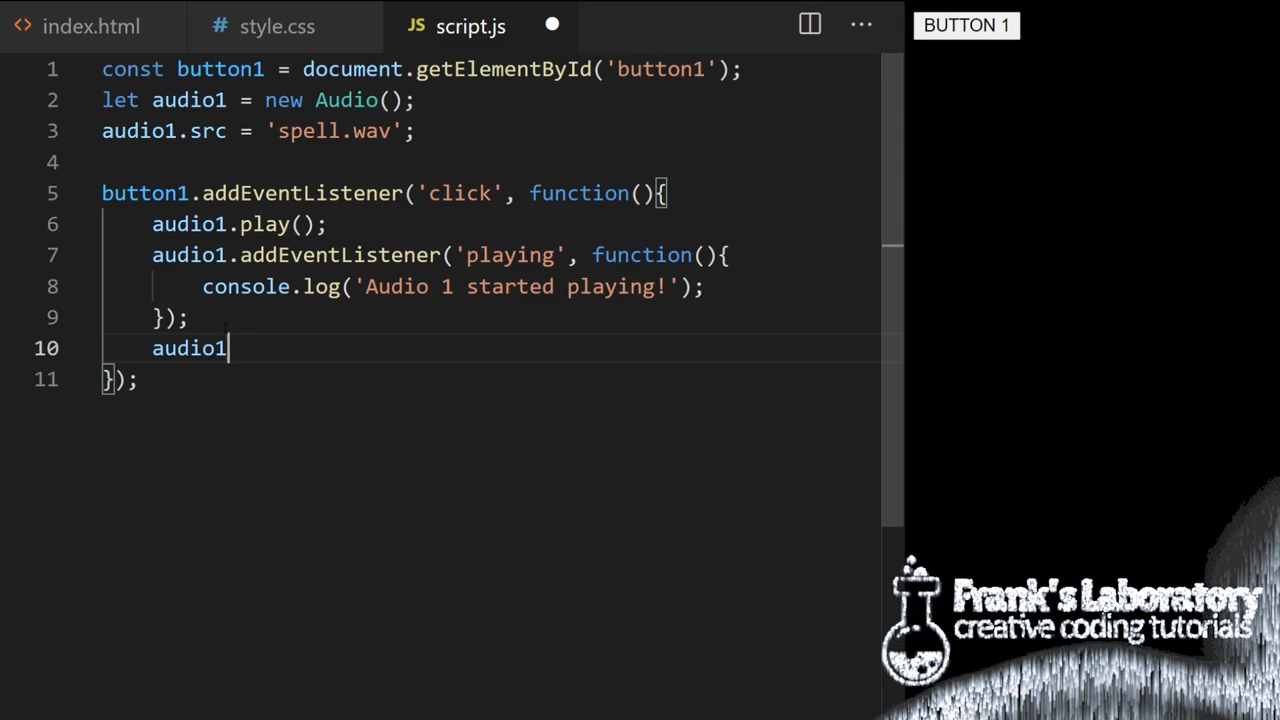 index.html
style.css
JS script.js
BUTTON 1
1 const button1 = document.getElementById('button1');
2 let audio1 = new Audio();
3 audio1.src = 'spell.wav';
4
5 button1.addEventListener('click', function(){
6 audio1.play();
7 audio1.addEventListener('playing', function(){
8 console.log('Audio 1 started playing!');
9 });
10 audio1
11 });
Frank's Laboratory
creative coding tutorials